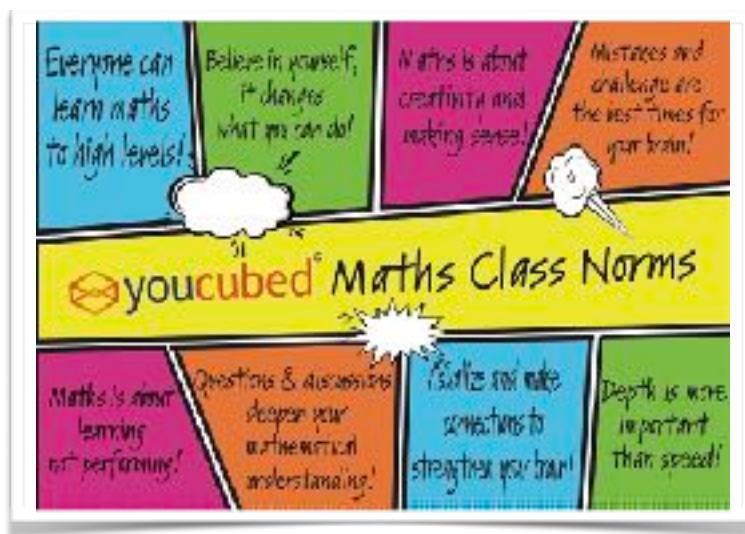 Everyone can
learn maths
to high levels!
Believe in yourself,
it changes
what you can do!
Maths is about
creativity and
making sense!
Mistakes and
challenge are
the best times for
your brain!
youcubed Maths Class Norms
Maths is about
learning
not performing!
Questions & discussions
deepen your
mathematical
understanding!
and make
connections to
strengthen your brain!
Depth is more
important
than speed!